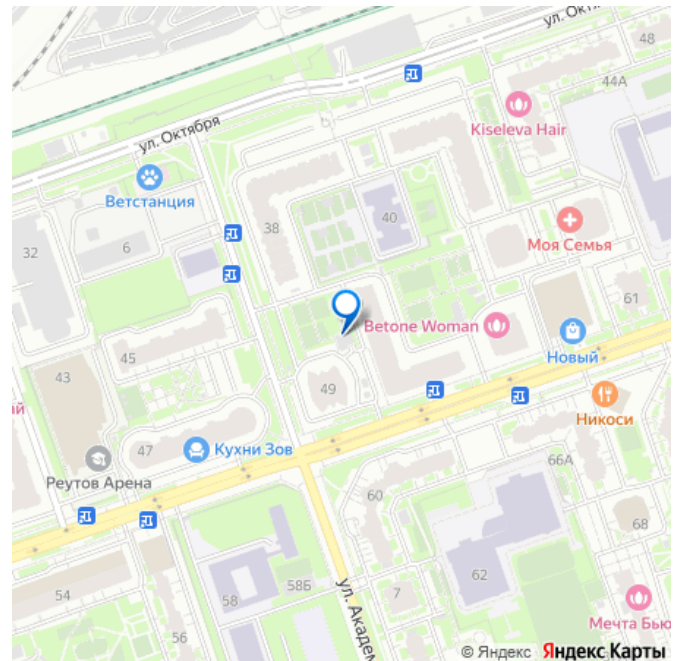 ул. Октя
48
44А
Kiseleva Hair
ул. Октября
Ветстанция
38
40
Моя Семья
32
6
61
Betone Woman
Новый
45
43
49
Никоси
ий
47
Кухни Зов
Реутов Арена
66А
60
68
62
58Б
58
7
54
56
ул. Академ
Мечта Бью
© Яндекс Яндекс Карты